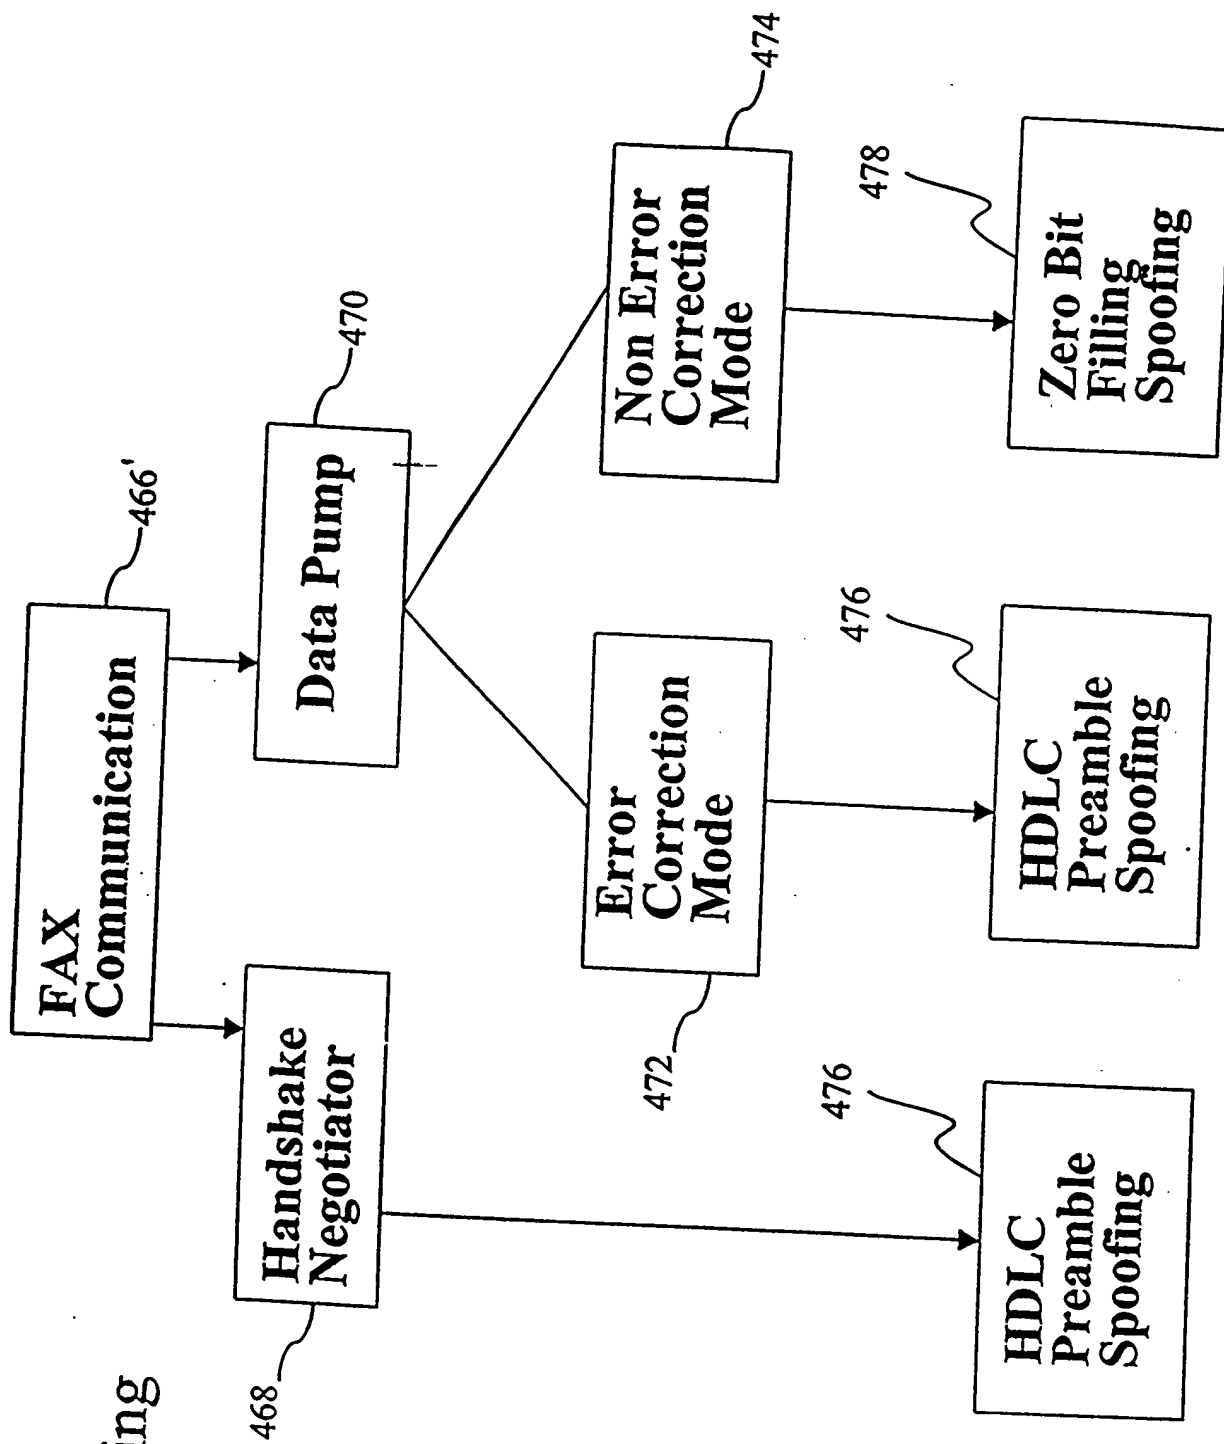 FAX
Communication
466'
Handshake
Negotiator
468
Data Pump
470
Error
Correction
Mode
472
Non Error
Correction
Mode
474
HDLC
Preamble
Spoofing
476
HDLC
Preamble
Spoofing
476
Zero Bit
Filling
Spoofing
478